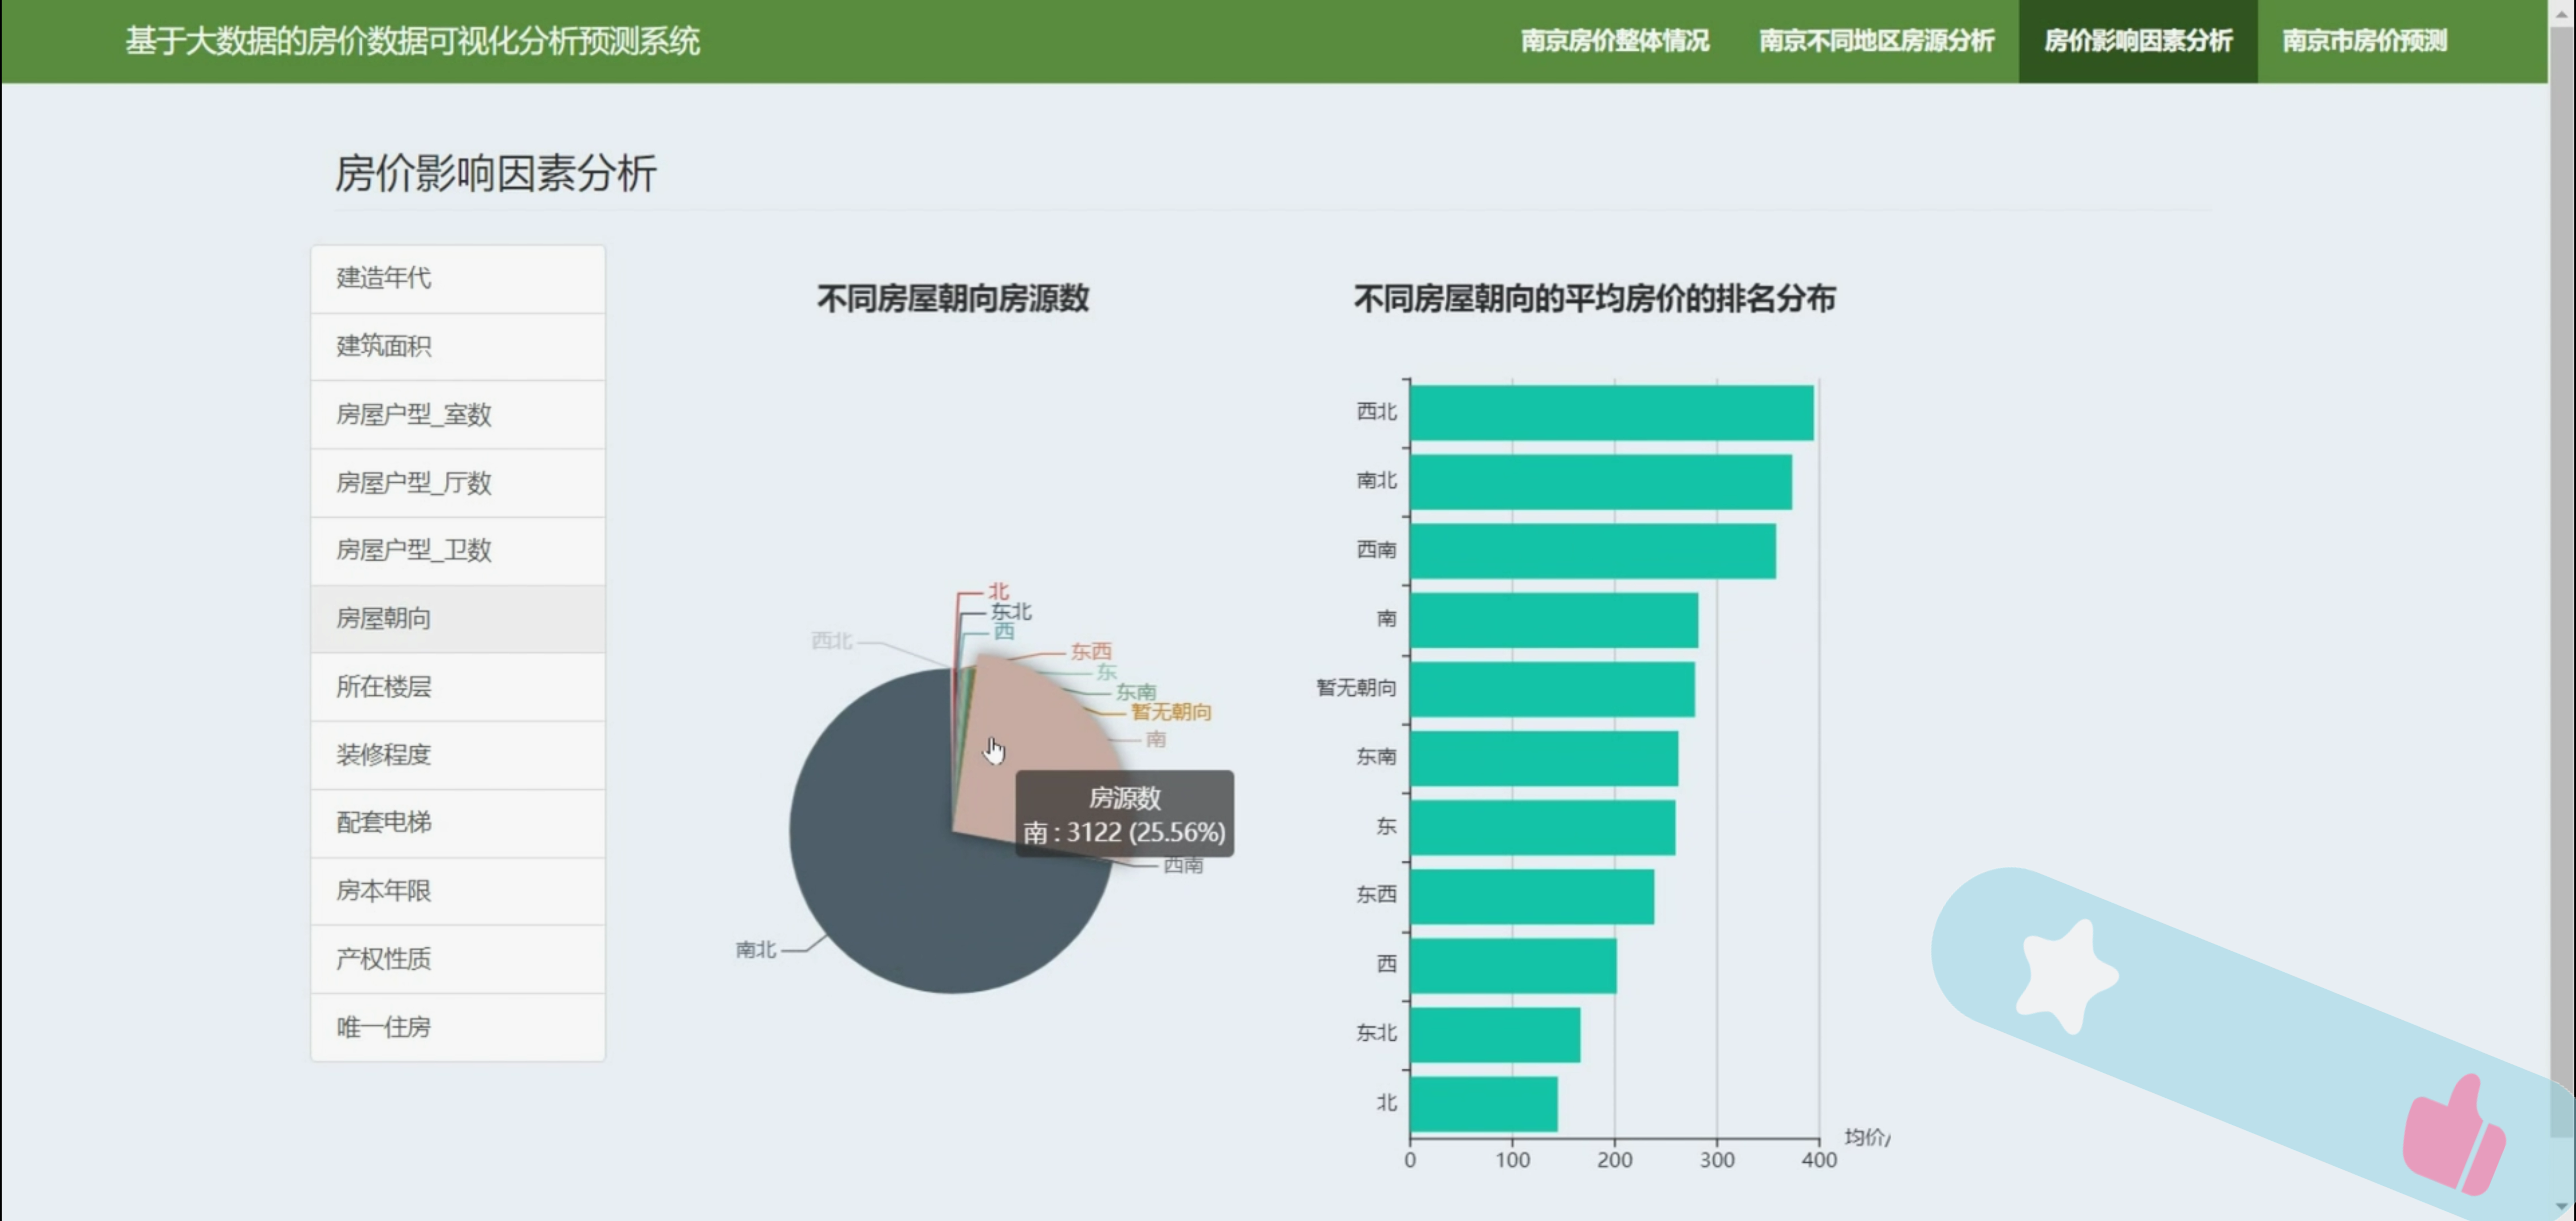 基于大数据的房价数据可视化分析预测系统
南京房价整体情况
南京不同地区房源分析
房价影响因素分析
南京市房价预测
房价影响因素分析
建造年代
建筑面积
房屋户型_室数
房屋户型_厅数
房屋户型_卫数
房屋朝向
所在楼层
装修程度
配套电梯
房本年限
产权性质
唯一住房
不同房屋朝向房源数
北
东北
西
西北
东西
东
东南
暂无朝向
南
房源数
南 : 3122 (25.56%)
西南
南北
不同房屋朝向的平均房价的排名分布
西北
南北
西南
南
暂无朝向
东南
东
东西
西
东北
北
均价/
0 100 200 300 400